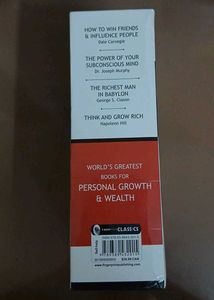 HOW TO WIN FRIENDS
& INFLUENCE PEOPLE
Dale Carnegie
THE POWER OF YOUR
SUBCONSCIOUS MIND
Dr. Joseph Murphy
THE RICHEST MAN
IN BABYLON
George S. Clason
THINK AND GROW RICH
Napoleon Hill
WORLD'S GREATEST
BOOKS FOR
PERSONAL GROWTH
& WEALTH
CLASSICS
www.fingerprintpublishing.com